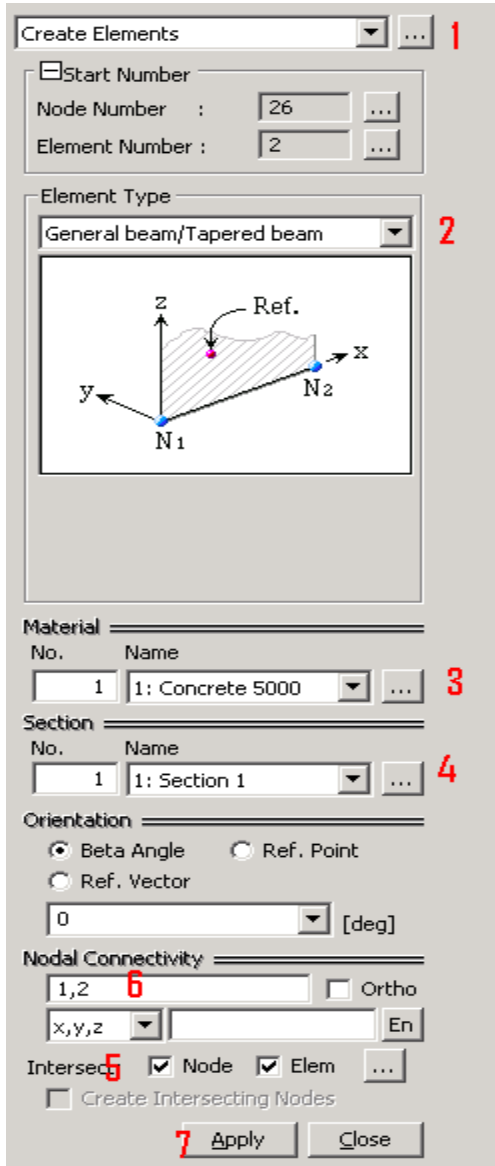 Create Elements ... 1
Start Number
Node Number : 26 ...
Element Number : 2 ...
Element Type
General beam/Tapered beam 2
z Ref.
x
y N2
N1
Material
No. Name
1 1: Concrete 5000 ... 3
Section
No. Name
1 1: Section 1 ... 4
Orientation
Beta Angle Ref. Point
Ref. Vector
0 [deg]
Nodal Connectivity
1,2 6 Ortho
x,y,z En
Intersect 5 Node Elem ...
Create Intersecting Nodes
7 Apply Close